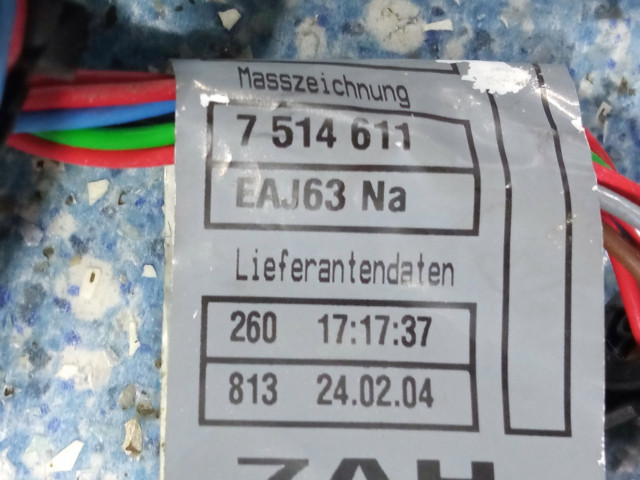 Masszeichnung
7 514 611
EAJ63 Na
Lieferantendaten
260 17:17:37
813 24.02.04